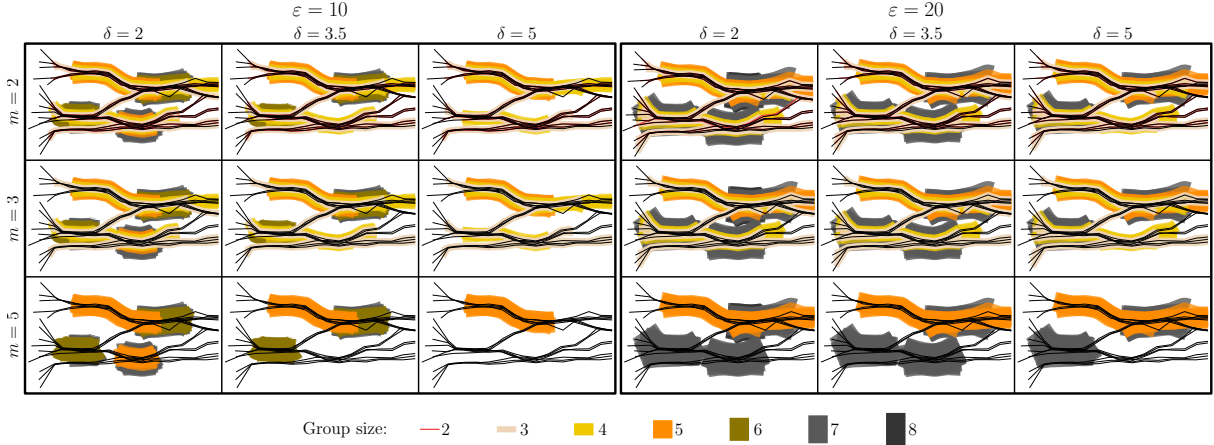 ε = 10 ε = 20
δ = 2 δ = 3.5 δ = 5 δ = 2 δ = 3.5 δ = 5
m = 2
m = 3
m = 5
Group size: 2 3 4 5 6 7 8